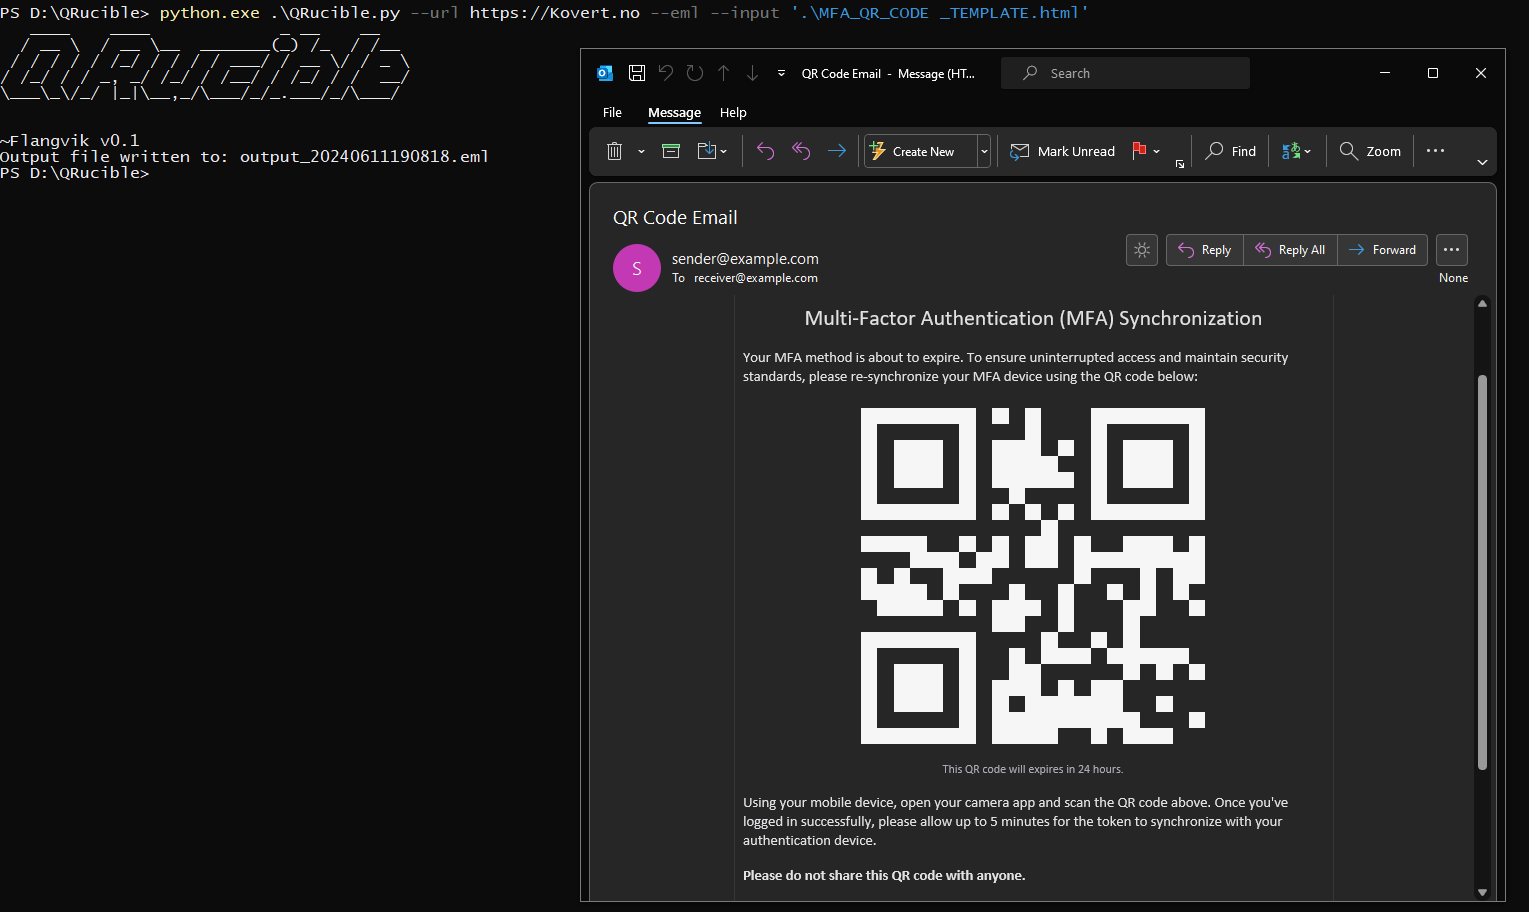 PS D:\QRucible> python.exe .\QRucible.py --url https://Kovert.no --eml --input '.\MFA_QR_CODE _TEMPLATE.html'
QRucible
~Flangvik v0.1
Output file written to: output_20240611190818.eml
PS D:\QRucible>
QR Code Email - Message (HT...
Search
File Message Help
Create New
Mark Unread
Find
Zoom
QR Code Email
S
sender@example.com
To receiver@example.com
Reply
Reply All
Forward
None
Multi-Factor Authentication (MFA) Synchronization
Your MFA method is about to expire. To ensure uninterrupted access and maintain security
standards, please re-synchronize your MFA device using the QR code below:
This QR code will expires in 24 hours.
Using your mobile device, open your camera app and scan the QR code above. Once you've
logged in successfully, please allow up to 5 minutes for the token to synchronize with your
authentication device.
Please do not share this QR code with anyone.